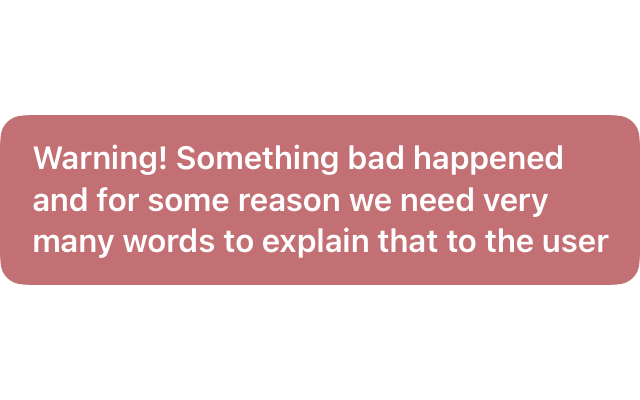 Warning! Something bad happened
and for some reason we need very
many words to explain that to the user